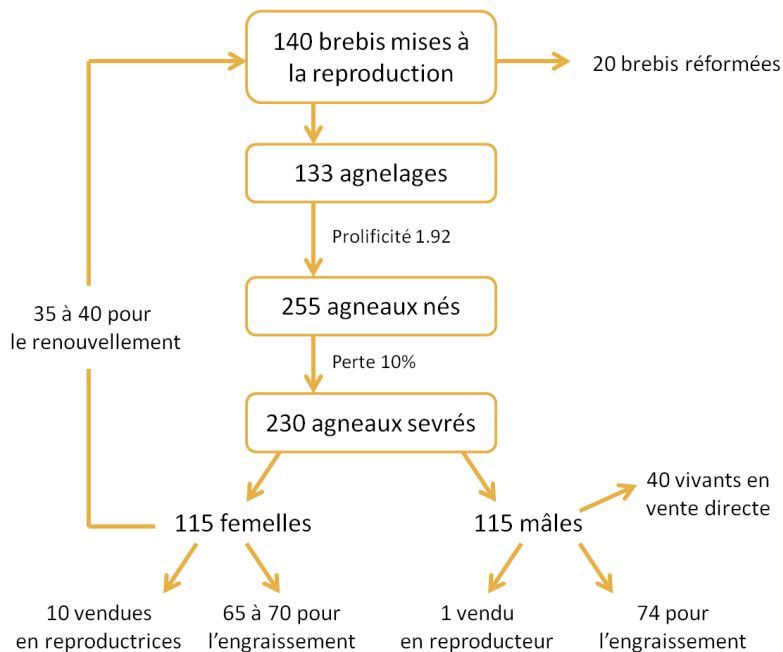 140 brebis mises à
la reproduction
20 brebis réformées
133 agnelages
Prolificité 1.92
255 agneaux nés
35 à 40 pour
le renouvellement
Perte 10%
230 agneaux sevrés
40 vivants en
vente directe
115 femelles
115 mâles
10 vendues
en reproductrices
65 à 70 pour
l'engraissement
1 vendu
en reproducteur
74 pour
l'engraissement